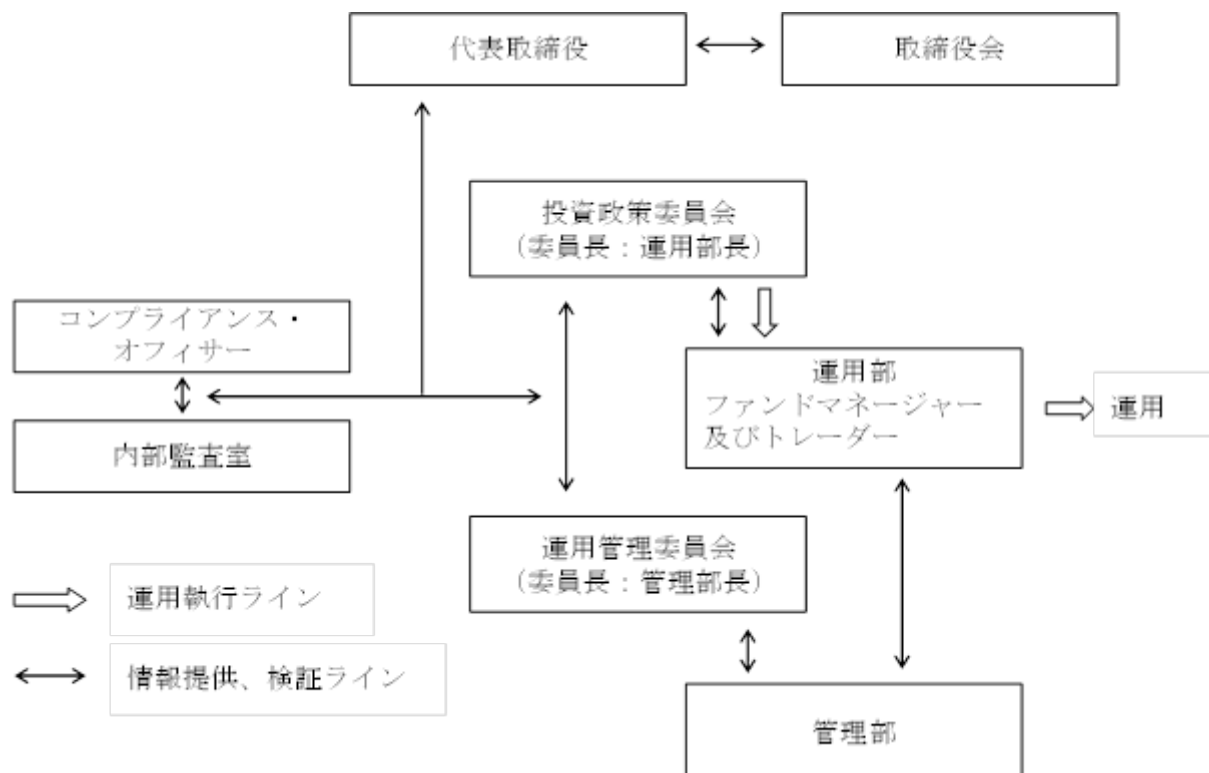 代表取締役
取締役会
投資政策委員会
(委員長：運用部長)
コンプライアンス・
オフィサー
運用部
ファンドマネージャー
及びトレーダー
運用
内部監査室
運用管理委員会
(委員長：管理部長)
運用執行ライン
情報提供、検証ライン
管理部